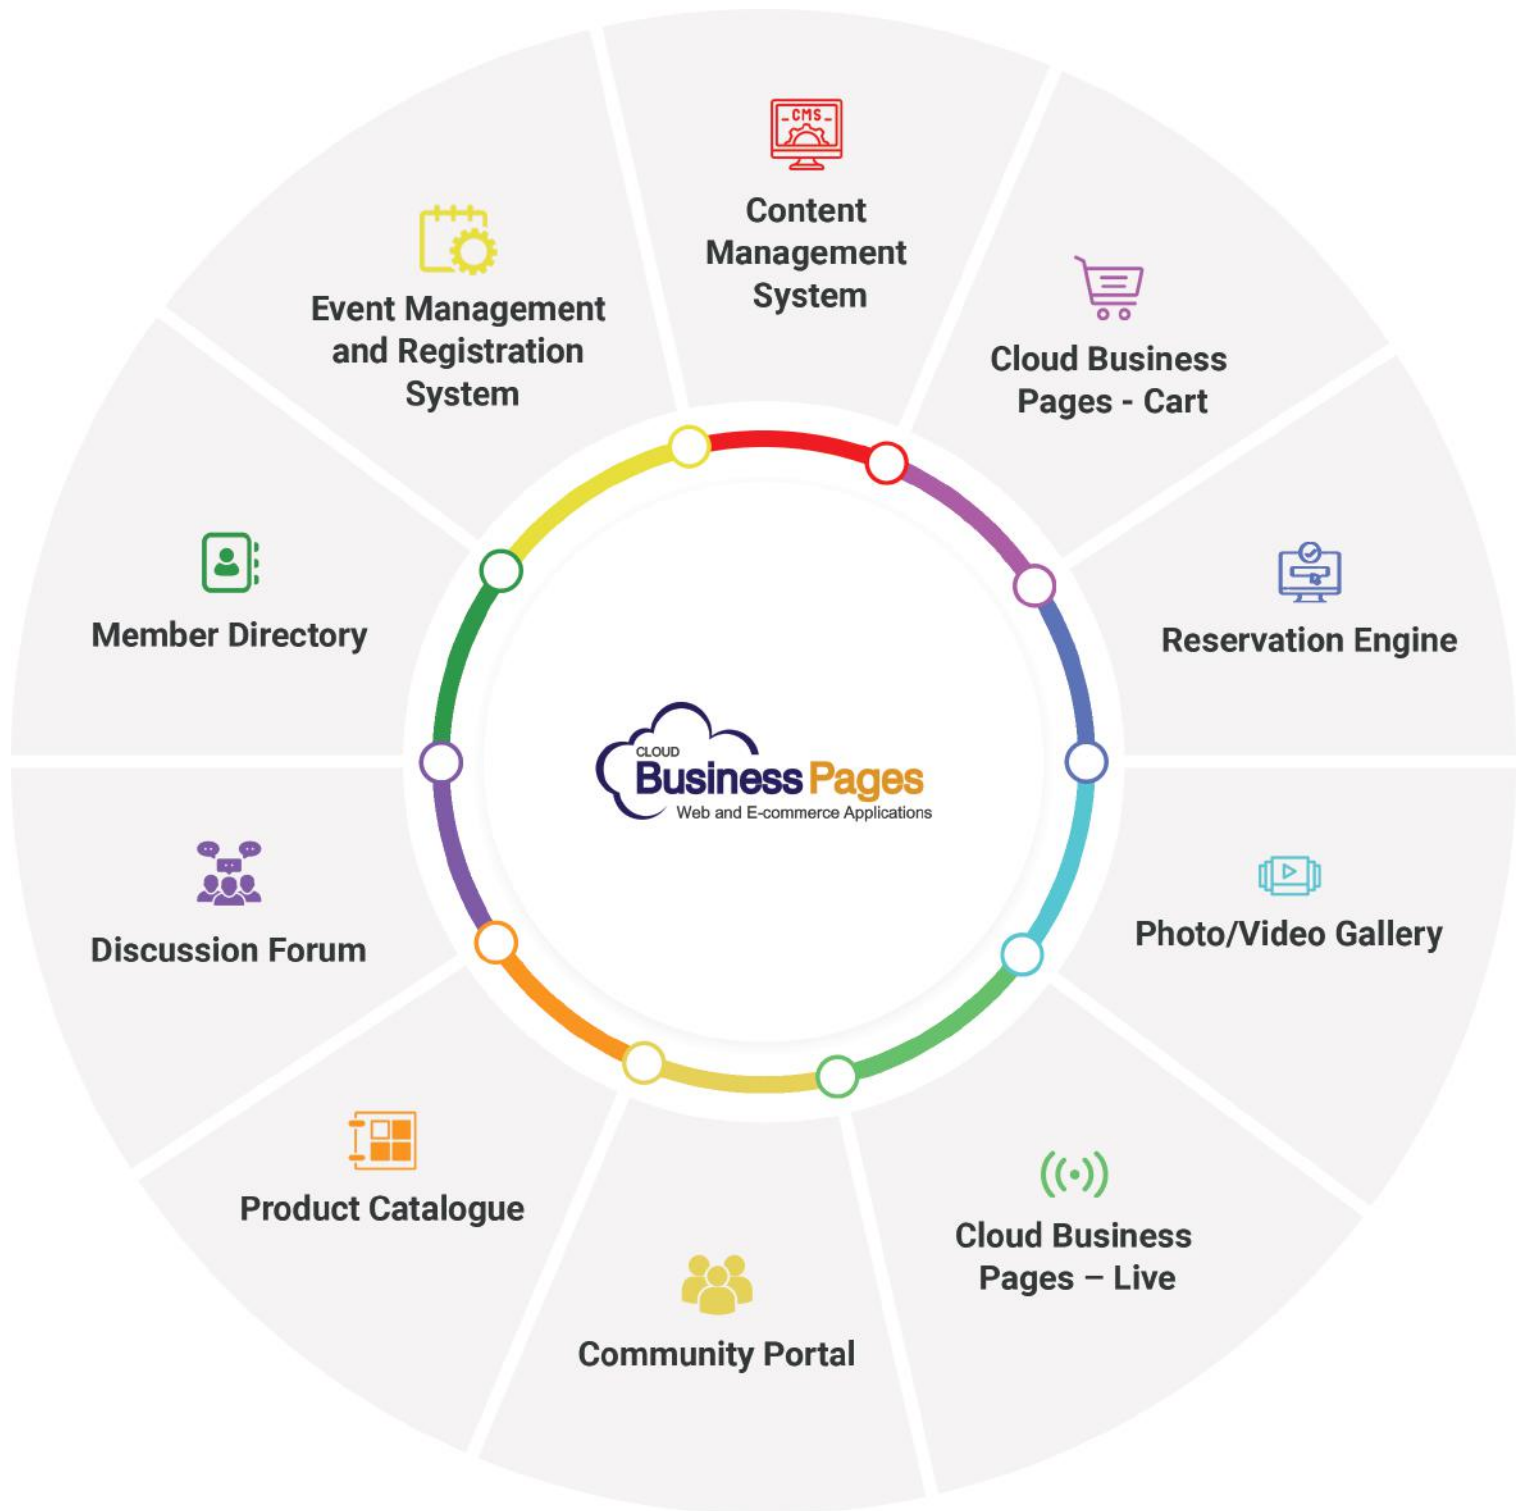 CMS
Content
Management
System
Cloud Business
Pages - Cart
Reservation Engine
Photo/Video Gallery
Cloud Business
Pages – Live
Community Portal
Product Catalogue
Discussion Forum
Member Directory
Event Management
and Registration
System
CLOUD
Business Pages
Web and E-commerce Applications